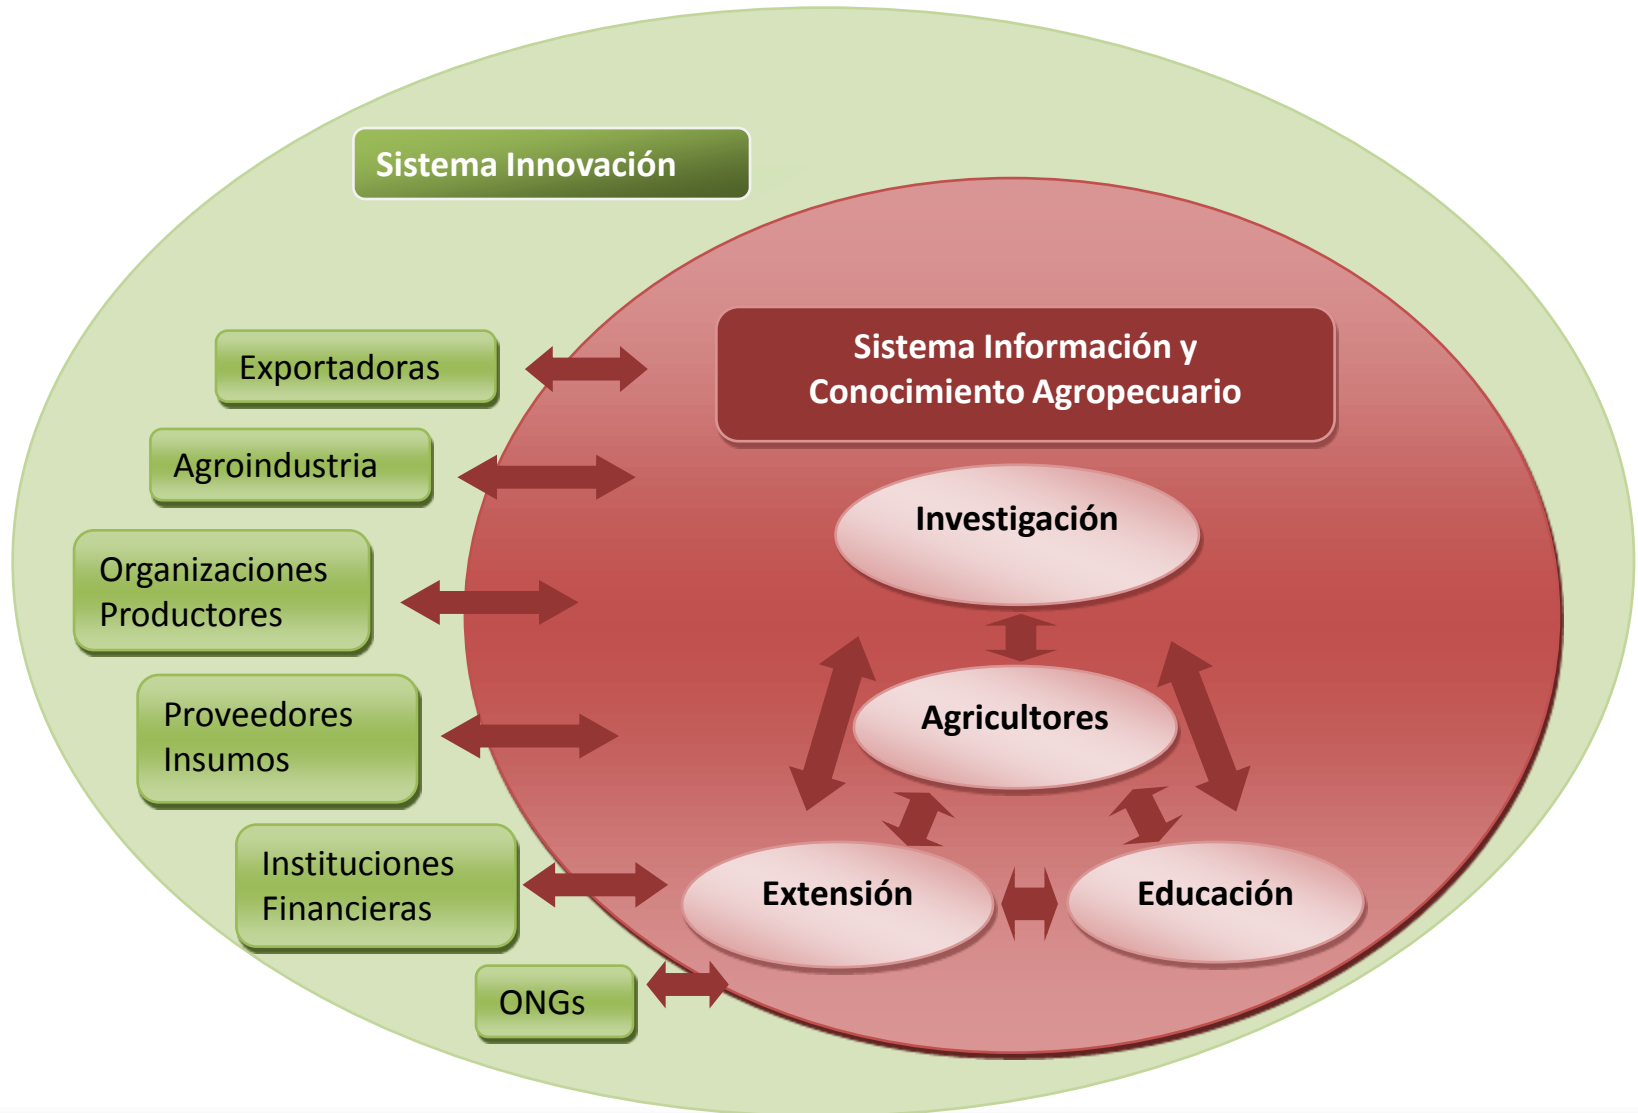 Sistema Innovación
Exportadoras
Agroindustria
Organizaciones
Productores
Proveedores
Insumos
Instituciones
Financieras
ONGs
Sistema Información y
Conocimiento Agropecuario
Investigación
Agricultores
Extensión
Educación